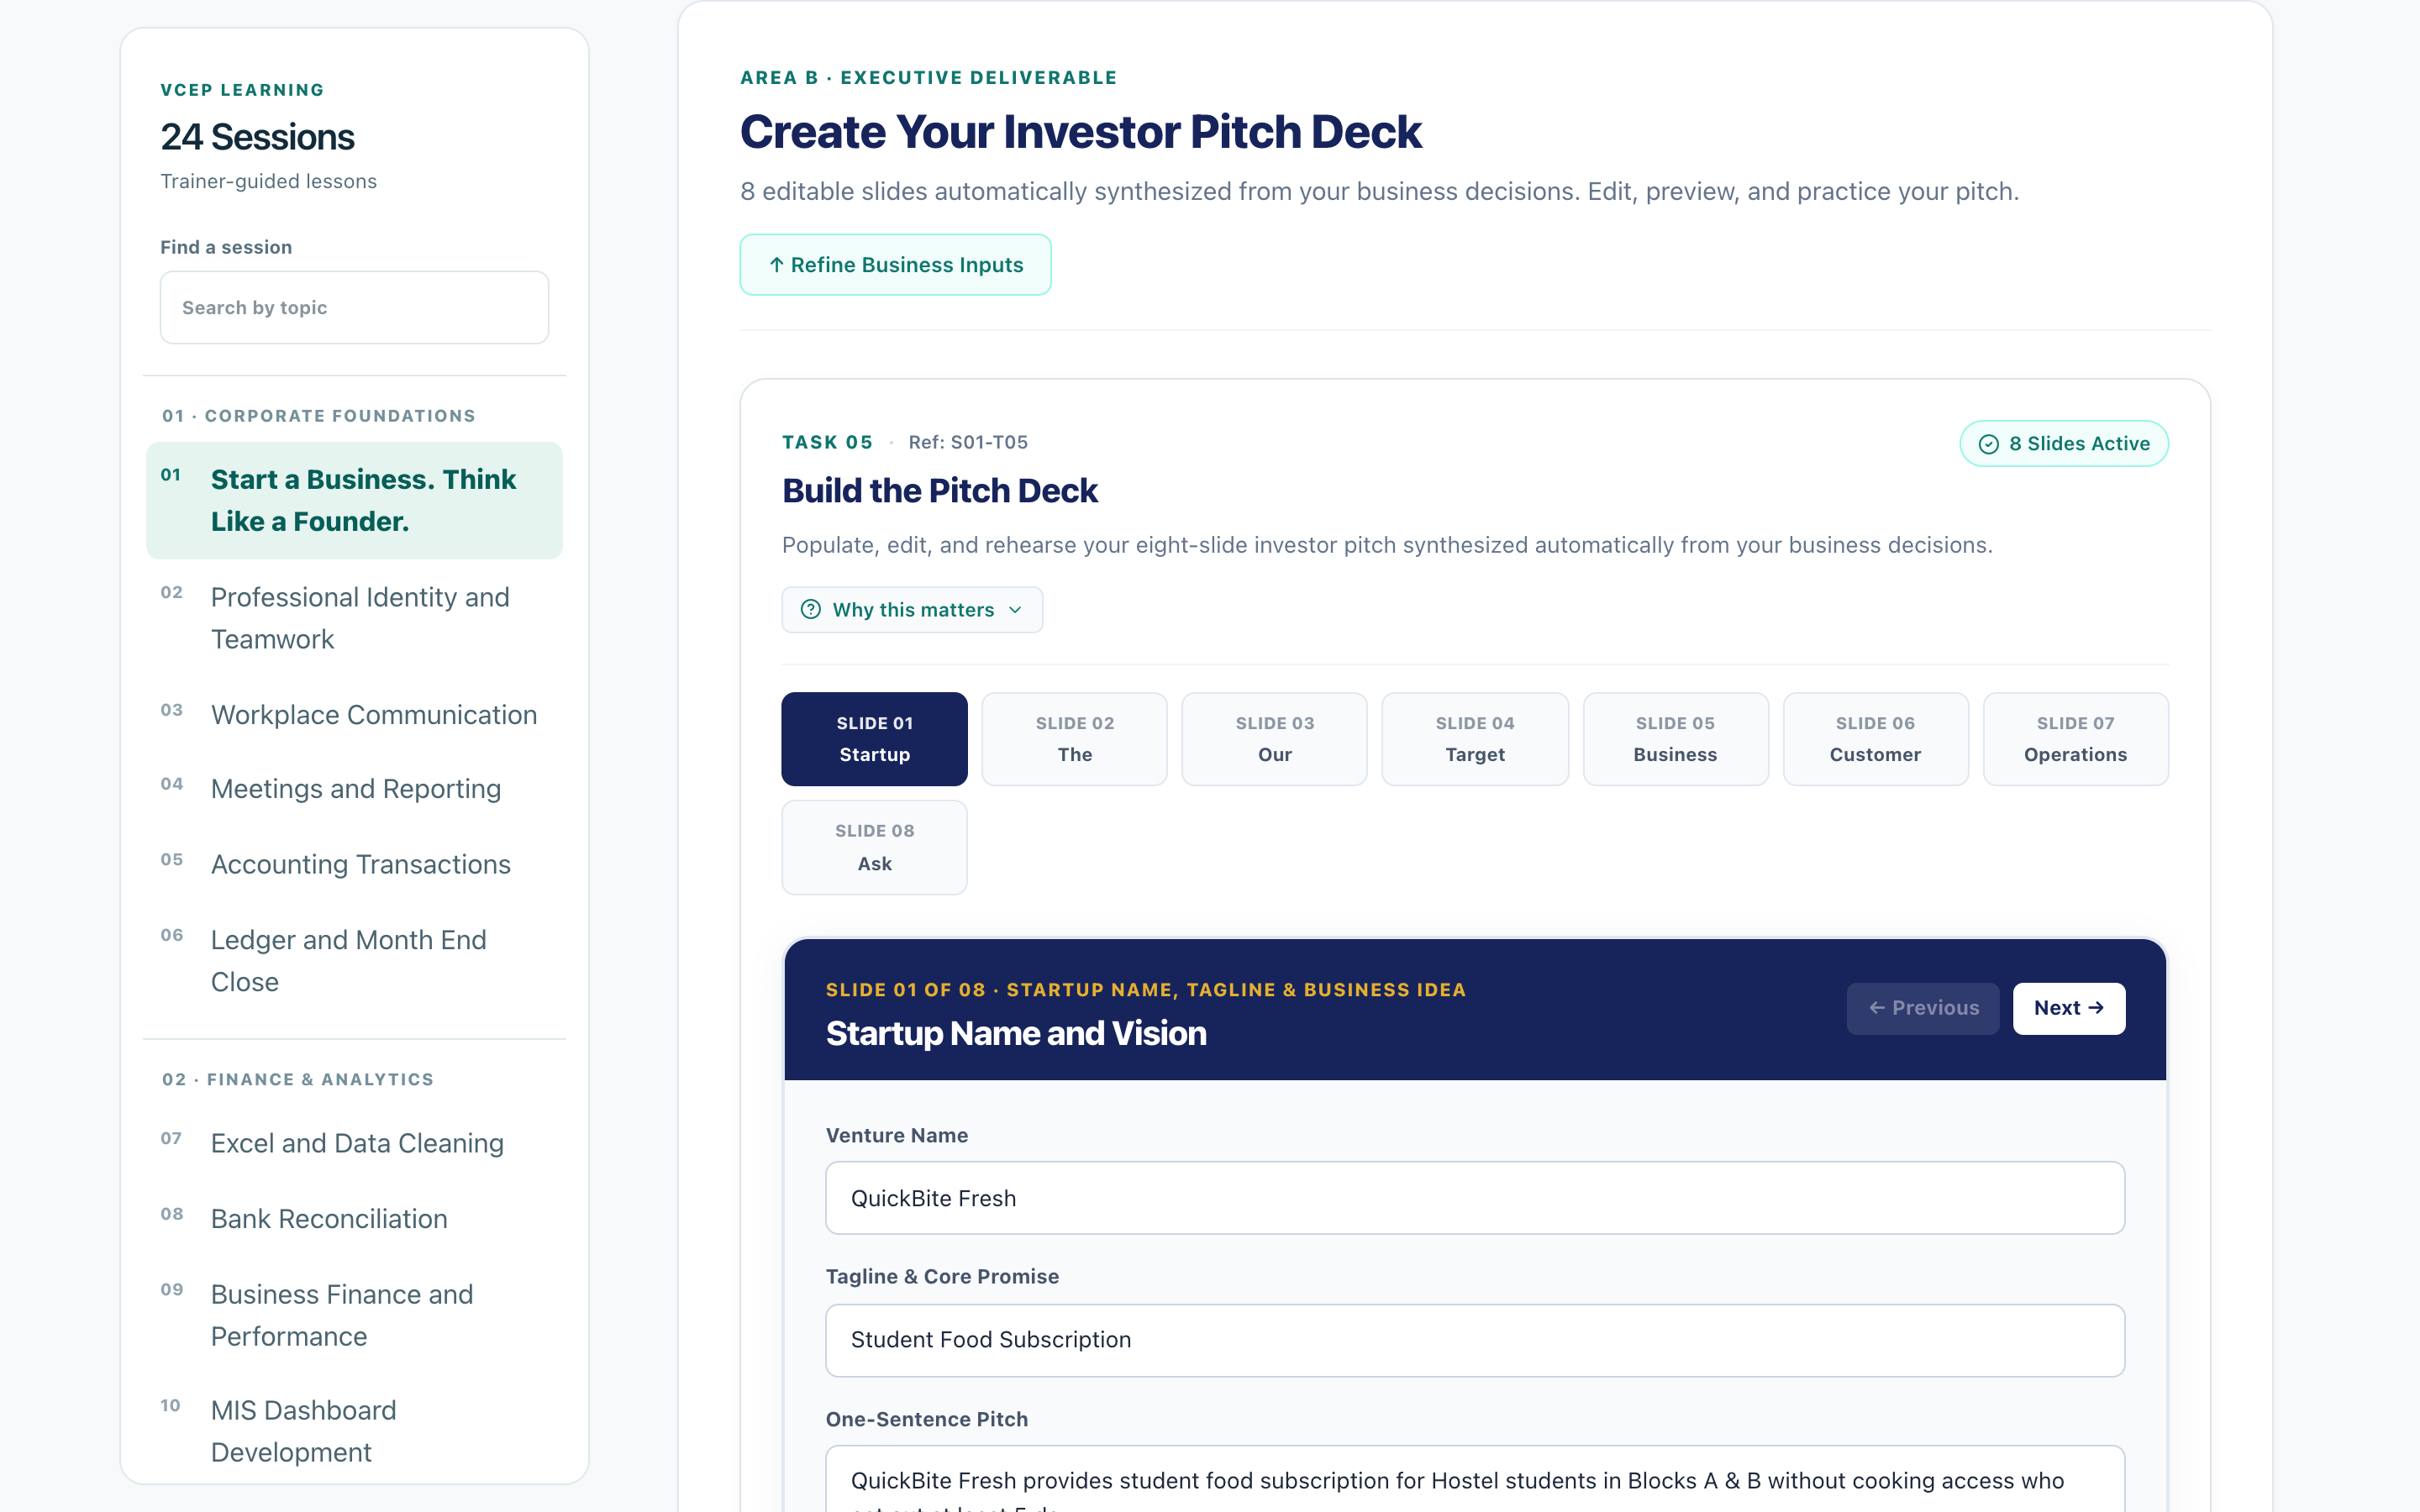 VCEP LEARNING
24 Sessions
Trainer-guided lessons
Find a session
Search by topic
01 · CORPORATE FOUNDATIONS
01 Start a Business. Think
Like a Founder.
02 Professional Identity and
Teamwork
03 Workplace Communication
04 Meetings and Reporting
05 Accounting Transactions
06 Ledger and Month End
Close
02 · FINANCE & ANALYTICS
07 Excel and Data Cleaning
08 Bank Reconciliation
09 Business Finance and
Performance
10 MIS Dashboard
Development
AREA B · EXECUTIVE DELIVERABLE
Create Your Investor Pitch Deck
8 editable slides automatically synthesized from your business decisions. Edit, preview, and practice your pitch.
↑ Refine Business Inputs
TASK 05 · Ref: S01-T05
8 Slides Active
Build the Pitch Deck
Populate, edit, and rehearse your eight-slide investor pitch synthesized automatically from your business decisions.
Why this matters
SLIDE 01
Startup
SLIDE 02
The
SLIDE 03
Our
SLIDE 04
Target
SLIDE 05
Business
SLIDE 06
Customer
SLIDE 07
Operations
SLIDE 08
Ask
SLIDE 01 OF 08 · STARTUP NAME, TAGLINE & BUSINESS IDEA
Startup Name and Vision
← Previous
Next →
Venture Name
QuickBite Fresh
Tagline & Core Promise
Student Food Subscription
One-Sentence Pitch
QuickBite Fresh provides student food subscription for Hostel students in Blocks A & B without cooking access who